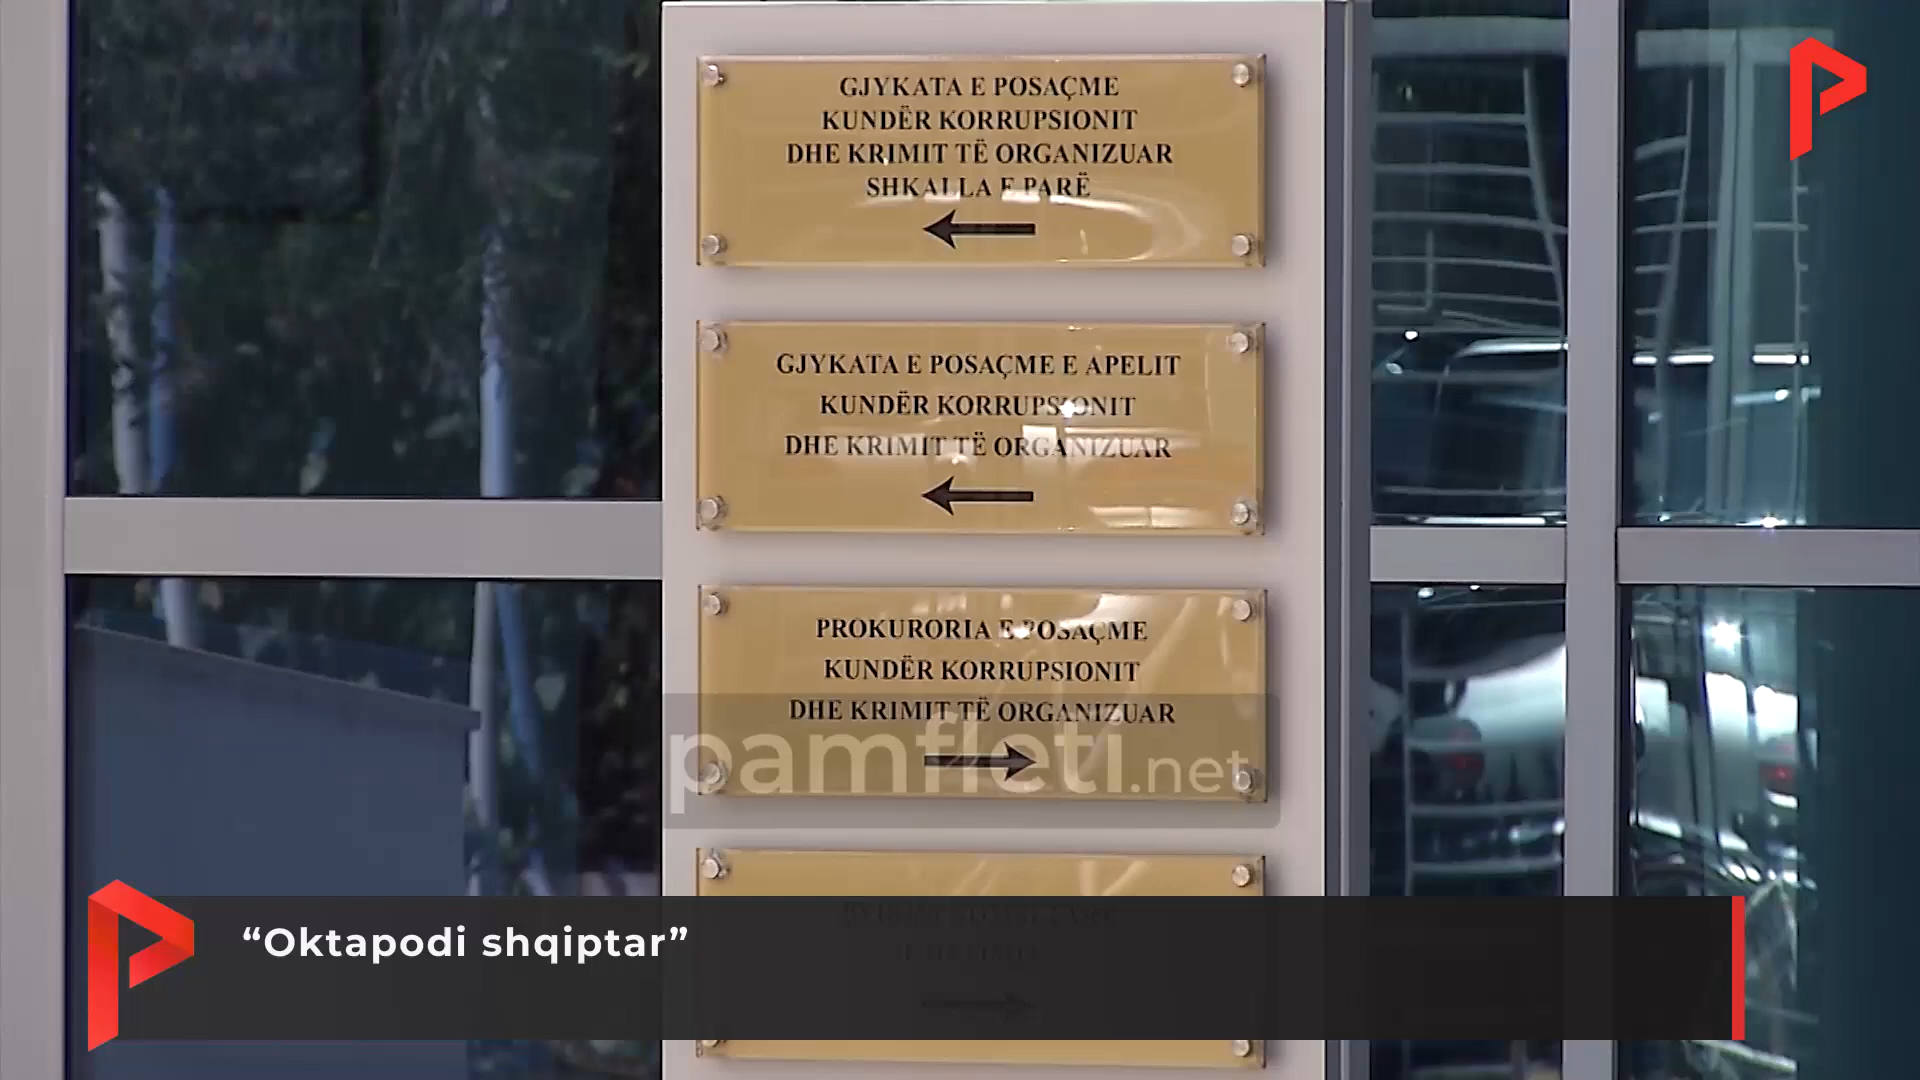 GJYKATA E POSAÇME
KUNDËR KORRUPSIONIT
DHE KRIMIT TË ORGANIZUAR
SHKALLA E PARË
GJYKATA E POSAÇME E APELIT
KUNDËR KORRUPSIONIT
DHE KRIMIT TË ORGANIZUAR
PROKURORIA E POSAÇME
KUNDËR KORRUPSIONIT
DHE KRIMIT TË ORGANIZUAR
pamfleti.net
“Oktapodi shqiptar”